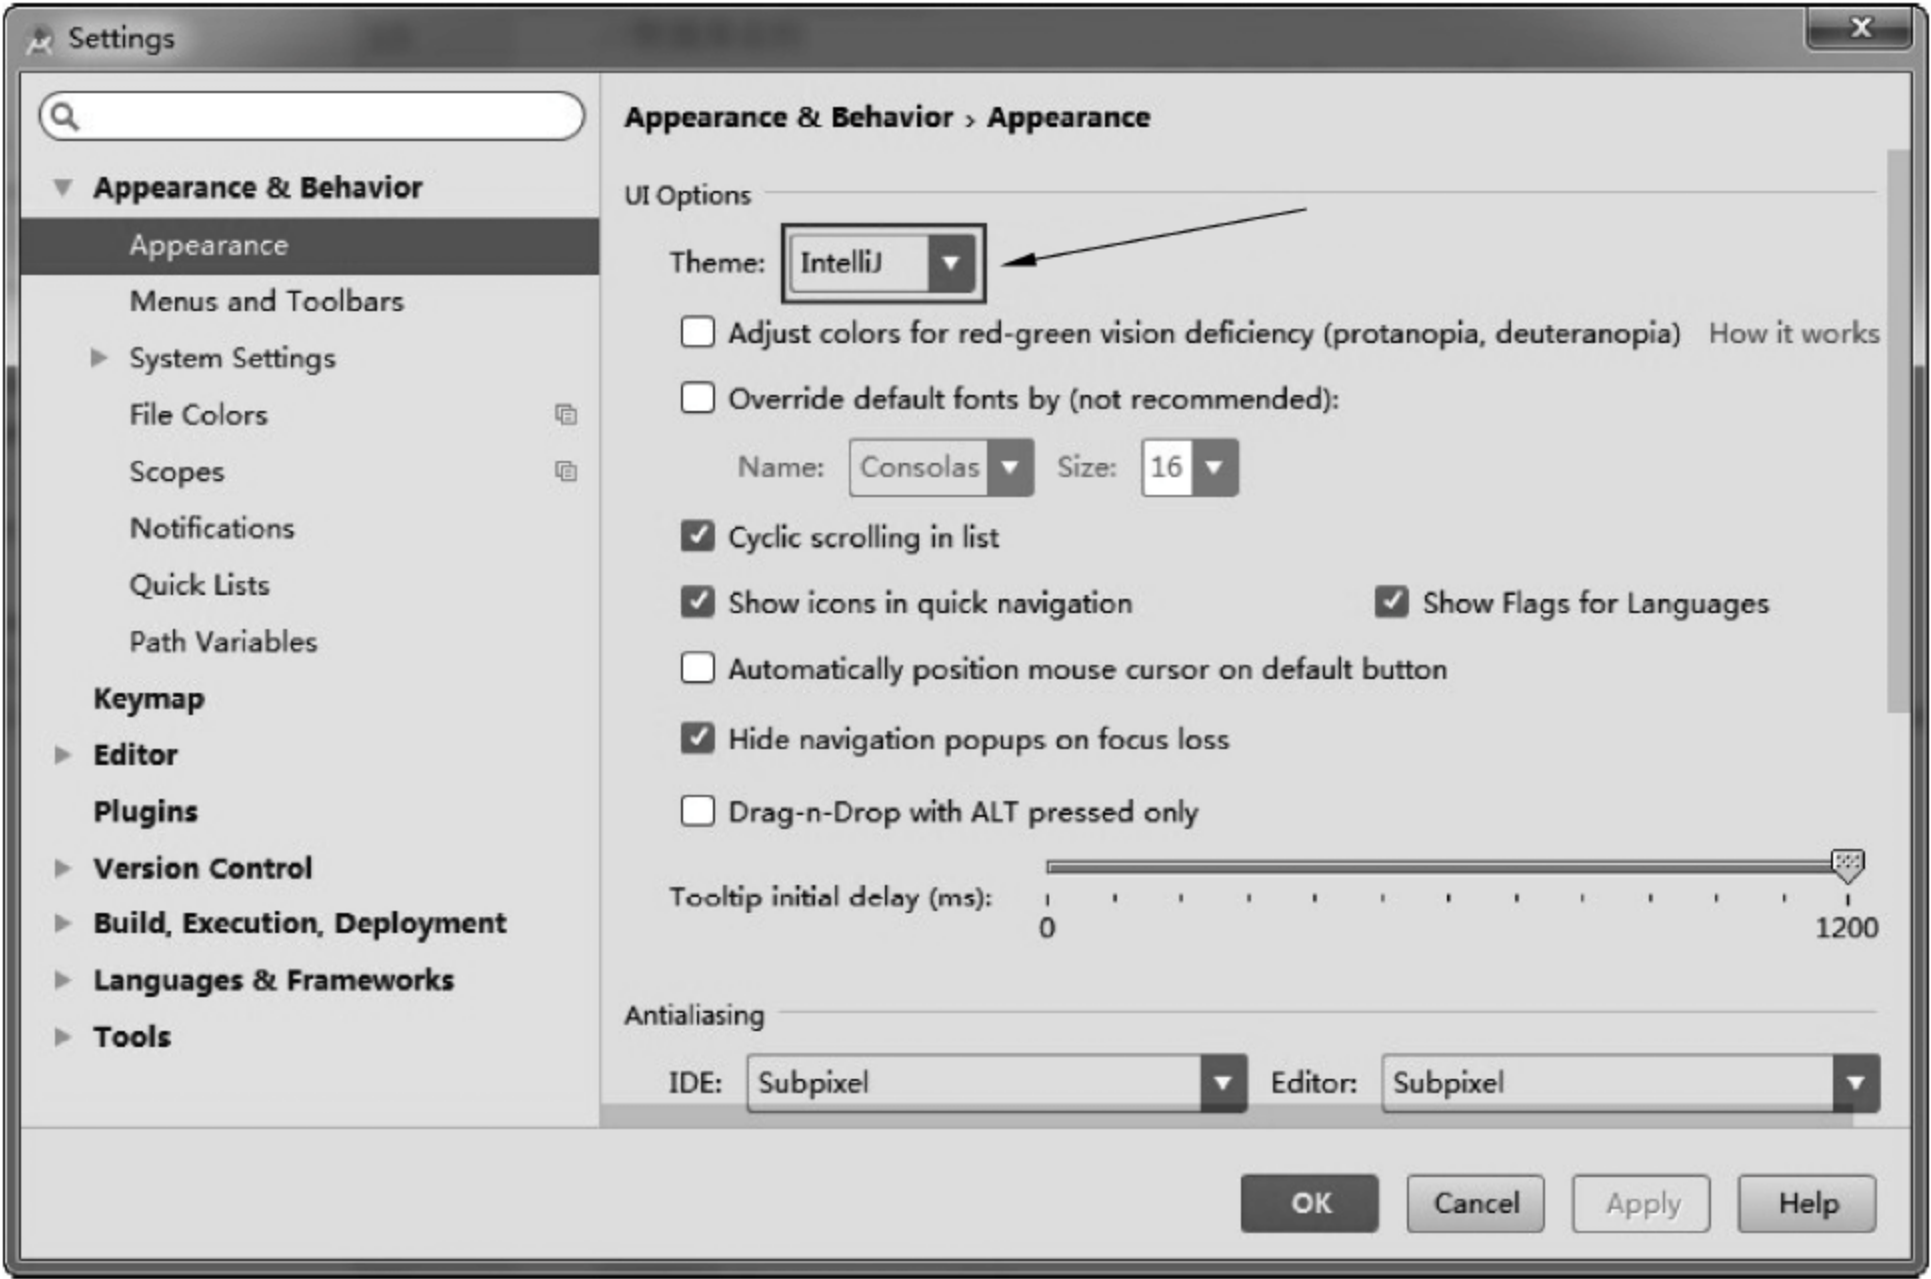 Settings
X
Appearance & Behavior
Appearance
Menus and Toolbars
System Settings
File Colors
Scopes
Notifications
Quick Lists
Path Variables
Keymap
Editor
Plugins
Version Control
Build, Execution, Deployment
Languages & Frameworks
Tools
Appearance & Behavior › Appearance
UI Options
Theme: IntelliJ
Adjust colors for red-green vision deficiency (protanopia, deuteranopia) How it works
Override default fonts by (not recommended):
Name: Consolas Size: 16
Cyclic scrolling in list
Show icons in quick navigation Show Flags for Languages
Automatically position mouse cursor on default button
Hide navigation popups on focus loss
Drag-n-Drop with ALT pressed only
Tooltip initial delay (ms):
0 1200
Antialiasing
IDE: Subpixel Editor: Subpixel
OK Cancel Apply Help